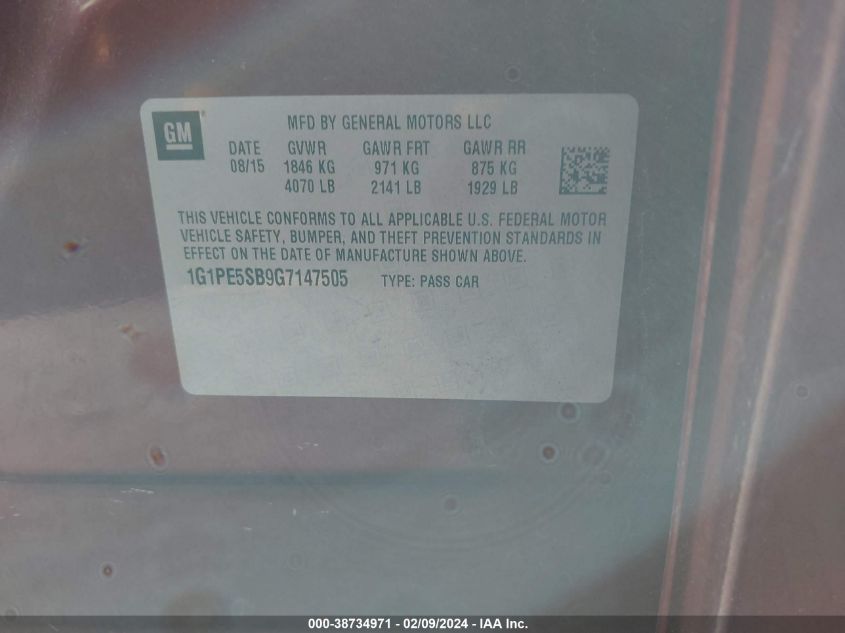 GM
MFD BY GENERAL MOTORS LLC
DATE GVWR GAWR FRT GAWR RR
08/15 1846 KG 971 KG 875 KG
4070 LB 2141 LB 1929 LB
THIS VEHICLE CONFORMS TO ALL APPLICABLE U.S. FEDERAL MOTOR
VEHICLE SAFETY, BUMPER, AND THEFT PREVENTION STANDARDS IN
EFFECT ON THE DATE OF MANUFACTURE SHOWN ABOVE.
1G1PE5SB9G7147505 TYPE: PASS CAR
000-38734971 - 02/09/2024 - IAA Inc.